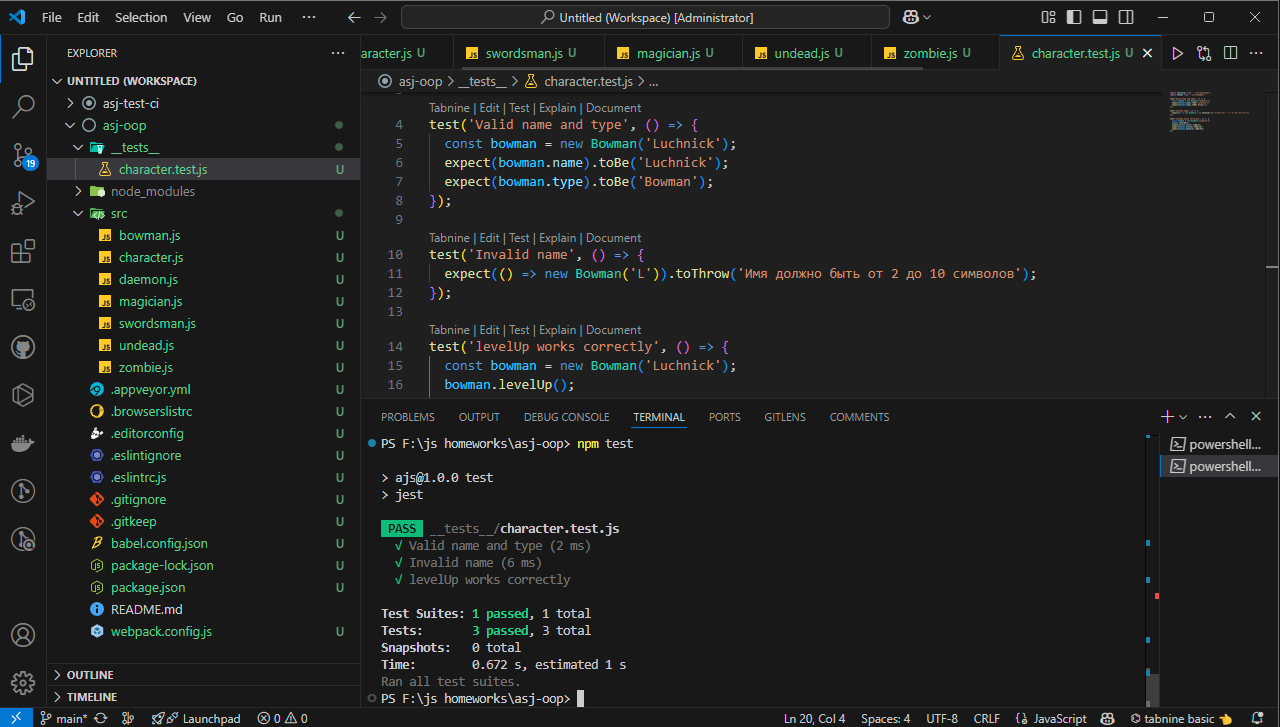 File Edit Selection View Go Run ··· Untitled (Workspace) [Administrator]
EXPLORER ···
UNTITLED (WORKSPACE)
asj-test-ci
asj-oop
__tests__
character.test.js U
node_modules
src
bowman.js U
character.js U
daemon.js U
magician.js U
swordsman.js U
undead.js U
zombie.js U
.appveyor.yml U
.browserslistrc U
.editorconfig U
.eslintignore U
.eslintrc.js U
.gitignore U
.gitkeep U
babel.config.json U
package-lock.json U
package.json U
README.md
webpack.config.js U
OUTLINE
TIMELINE
19
aracter.js U swordsman.js U magician.js U undead.js U zombie.js U character.test.js U
asj-oop > __tests__ > character.test.js > ...
Tabnine | Edit | Test | Explain | Document
4 test('Valid name and type', () => {
5 const bowman = new Bowman('Luchnick');
6 expect(bowman.name).toBe('Luchnick');
7 expect(bowman.type).toBe('Bowman');
8 });
9
Tabnine | Edit | Test | Explain | Document
10 test('Invalid name', () => {
11 expect(() => new Bowman('L')).toThrow('Имя должно быть от 2 до 10 символов');
12 });
13
Tabnine | Edit | Test | Explain | Document
14 test('levelUp works correctly', () => {
15 const bowman = new Bowman('Luchnick');
16 bowman.levelUp();
PROBLEMS OUTPUT DEBUG CONSOLE TERMINAL PORTS GITLENS COMMENTS
PS F:\js homeworks\asj-oop> npm test
> ajs@1.0.0 test
> jest
PASS __tests__/character.test.js
√ Valid name and type (2 ms)
√ Invalid name (6 ms)
√ levelUp works correctly
Test Suites: 1 passed, 1 total
Tests: 3 passed, 3 total
Snapshots: 0 total
Time: 0.672 s, estimated 1 s
Ran all test suites.
PS F:\js homeworks\asj-oop>
powershell...
powershell...
main* Launchpad 0 0 Ln 20, Col 4 Spaces: 4 UTF-8 CRLF {} JavaScript tabnine basic